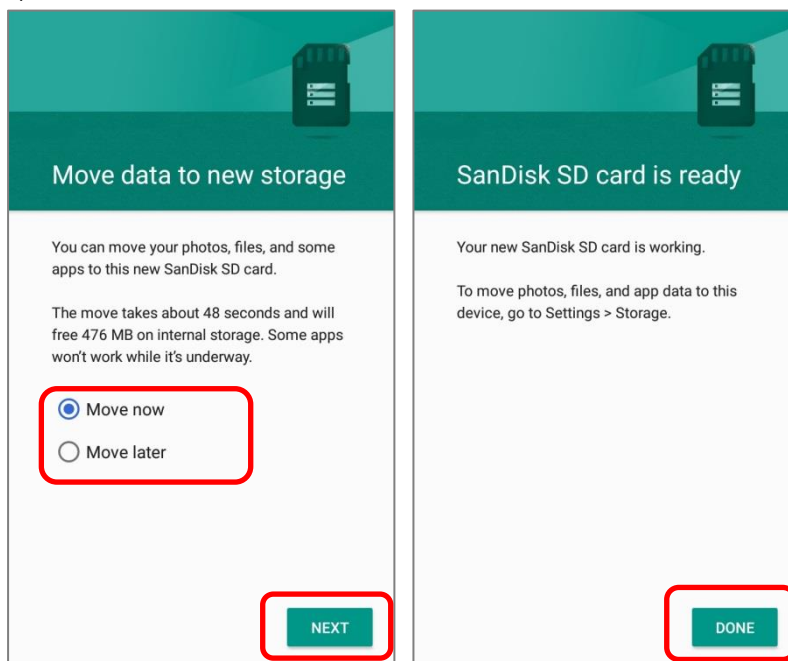 Move data to new storage
You can move your photos, files, and some
apps to this new SanDisk SD card.
The move takes about 48 seconds and will
free 476 MB on internal storage. Some apps
won't work while it's underway.
Move now
Move later
NEXT
SanDisk SD card is ready
Your new SanDisk SD card is working.
To move photos, files, and app data to this
device, go to Settings > Storage.
DONE